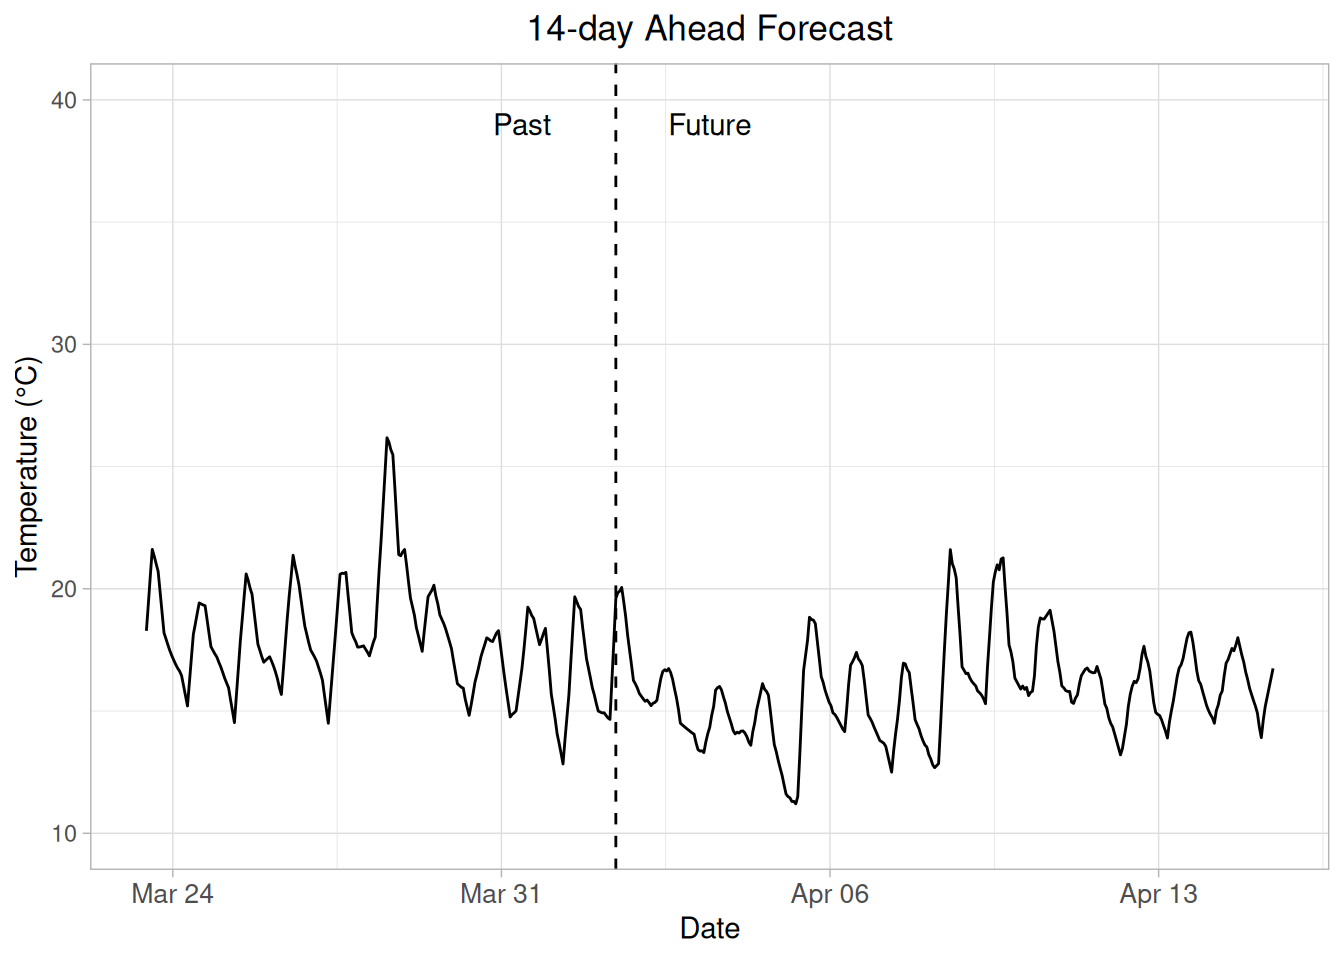 14-day Ahead Forecast
Past
Future
40
30
20
10
Temperature (°C)
Mar 24
Mar 31
Apr 06
Apr 13
Date